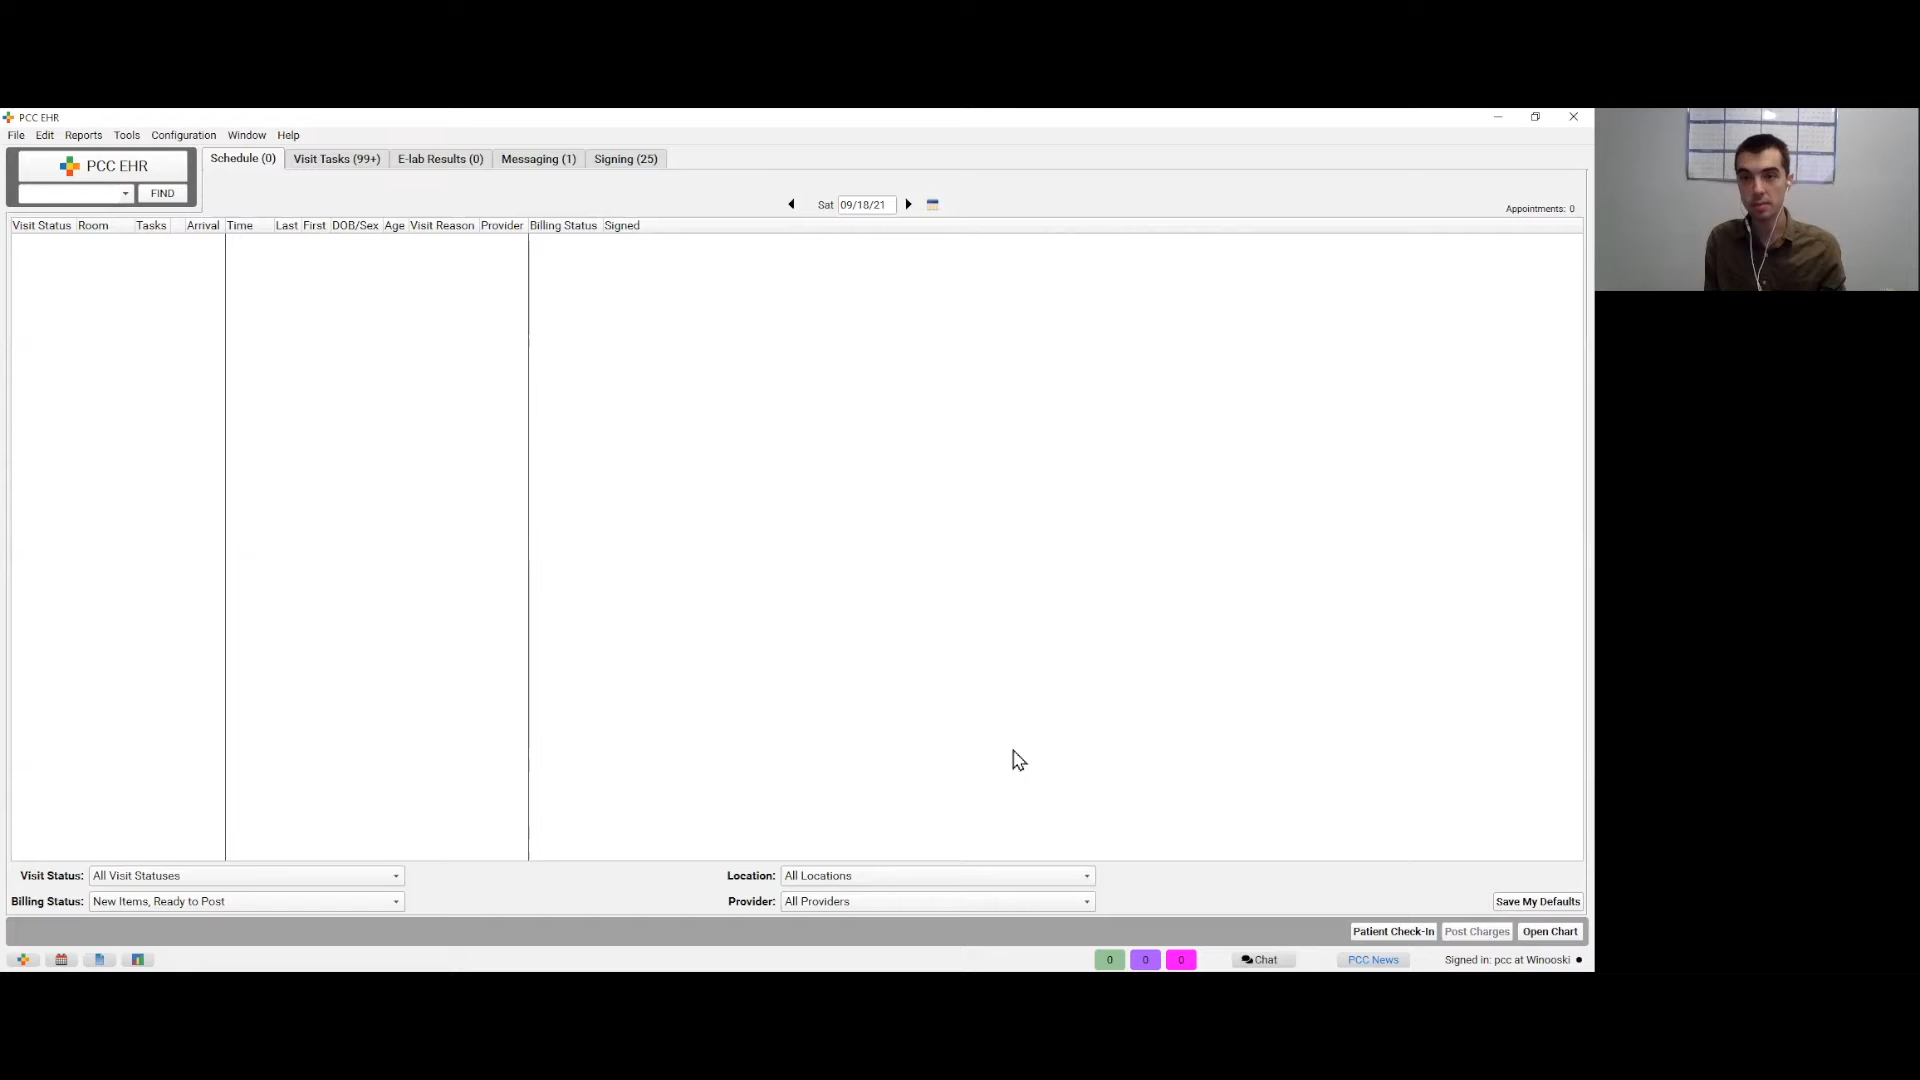 PCC EHR
File Edit Reports Tools Configuration Window Help
PCC EHR
FIND
Schedule (0) Visit Tasks (99+) E-lab Results (0) Messaging (1) Signing (25)
Sat 09/18/21
Appointments: 0
Visit Status Room Tasks Arrival Time Last First DOB/Sex Age Visit Reason Provider Billing Status Signed
Visit Status: All Visit Statuses Location: All Locations
Billing Status: New Items, Ready to Post Provider: All Providers Save My Defaults
Patient Check-In Post Charges Open Chart
0 0 0 Chat PCC News Signed in: pcc at Winooski